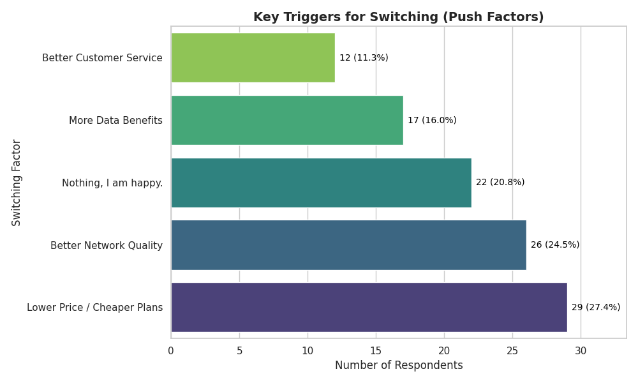 Key Triggers for Switching (Push Factors)
Better Customer Service
12 (11.3%)
More Data Benefits
17 (16.0%)
Nothing, I am happy.
22 (20.8%)
Better Network Quality
26 (24.5%)
Lower Price / Cheaper Plans
29 (27.4%)
Switching Factor
0 5 10 15 20 25 30
Number of Respondents